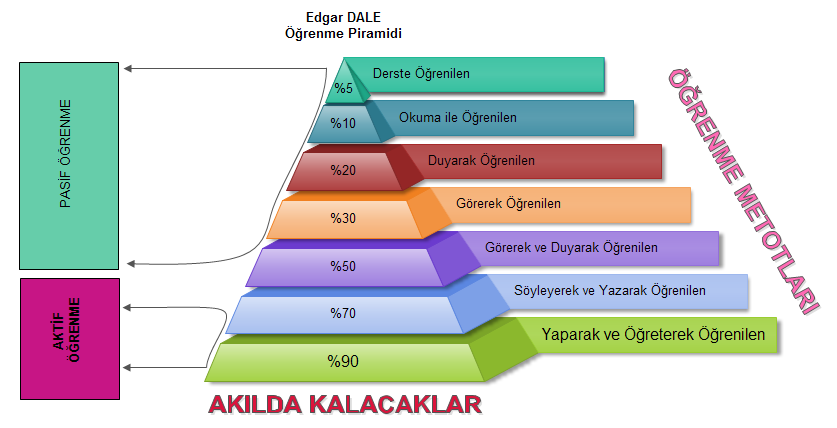 Edgar DALE
Öğrenme Piramidi
PASİF ÖĞRENME
AKTİF
ÖĞRENME
%5
Derste Öğrenilen
%10
Okuma ile Öğrenilen
%20
Duyarak Öğrenilen
%30
Görerek Öğrenilen
%50
Görerek ve Duyarak Öğrenilen
%70
Söyleyerek ve Yazarak Öğrenilen
%90
Yaparak ve Öğreterek Öğrenilen
ÖĞRENME METOTLARI
AKILDA KALACAKLAR